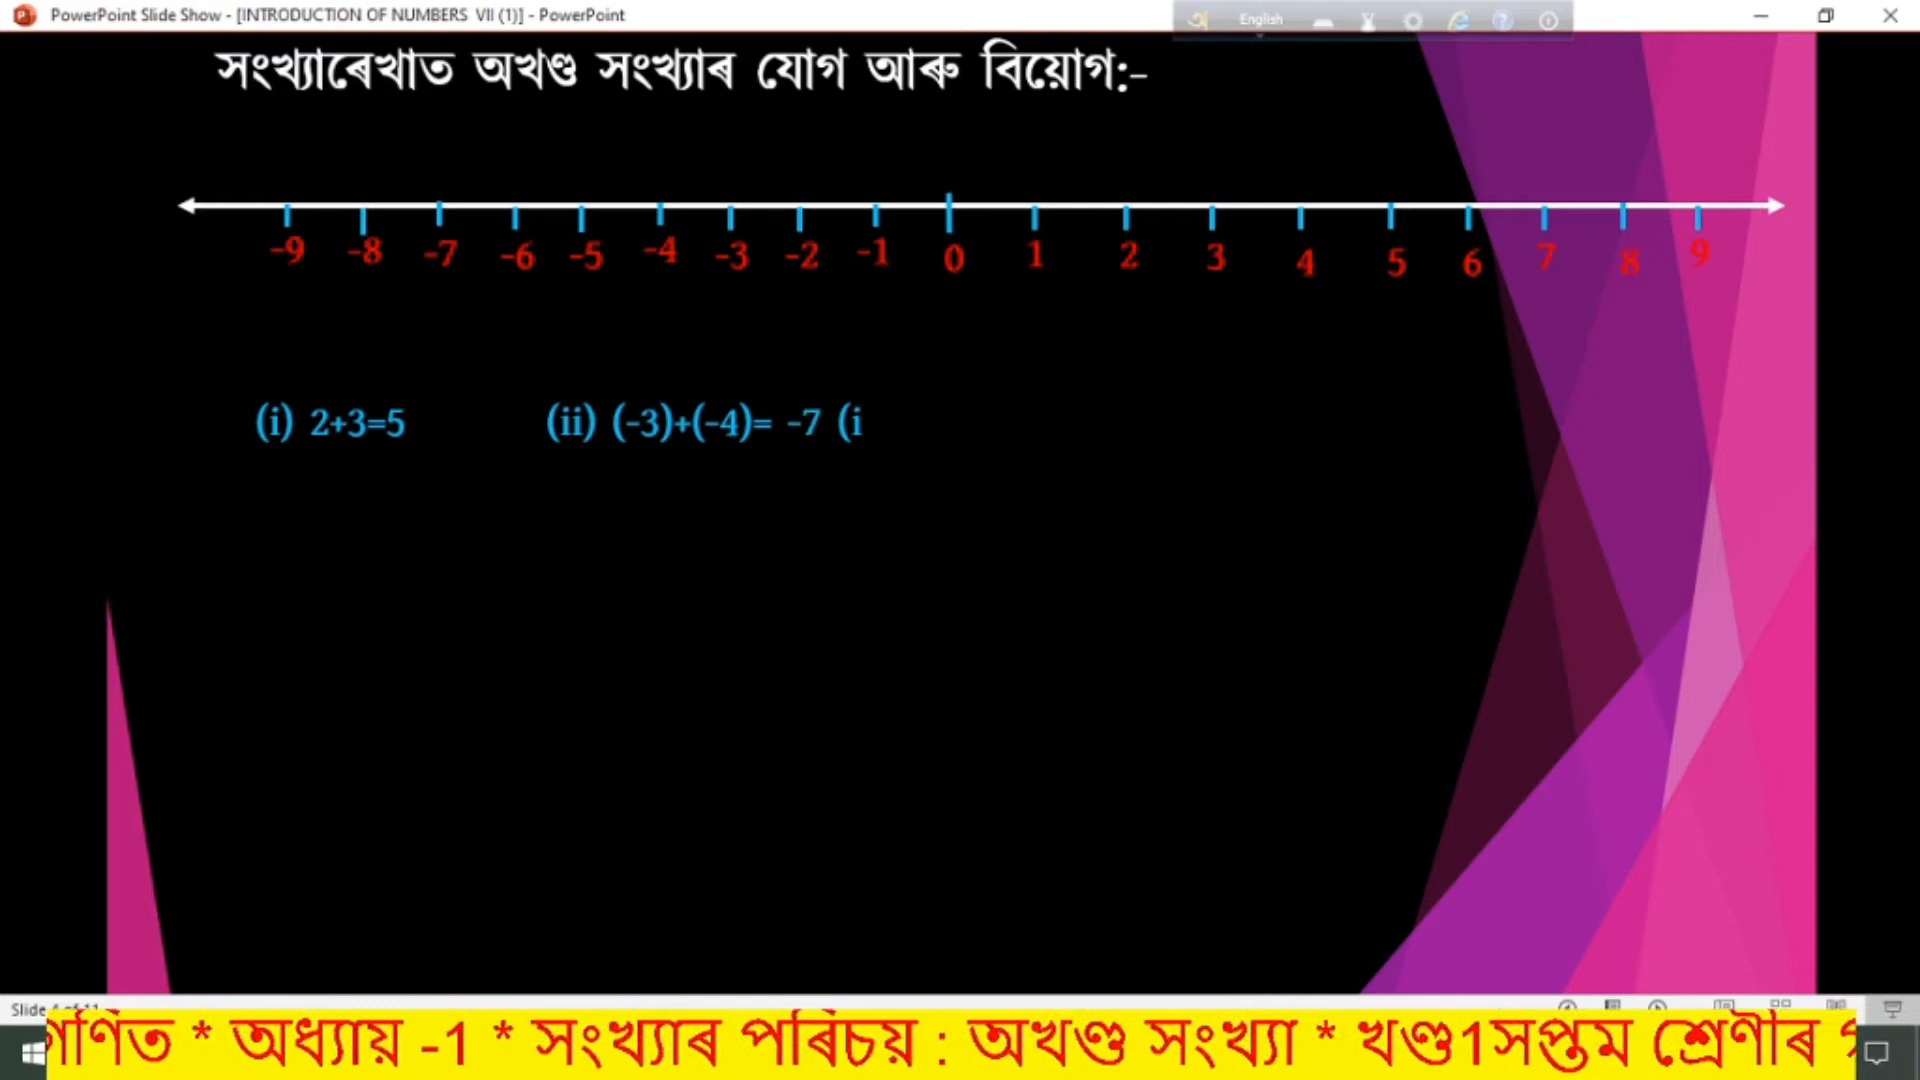 PowerPoint Slide Show - [INTRODUCTION OF NUMBERS VII (1)] - PowerPoint
English
সংখ্যাৰেখাত অখণ্ড সংখ্যাৰ যোগ আৰু বিয়োগ:-
-9 -8 -7 -6 -5 -4 -3 -2 -1 0 1 2 3 4 5 6 7 8 9
(i) 2+3=5 (ii) (-3)+(-4)= -7 (i
Slide
গণিত * অধ্যায় -1 * সংখ্যাৰ পৰিচয় : অখণ্ড সংখ্যা * খণ্ড1সপ্তম শ্ৰেণীৰ